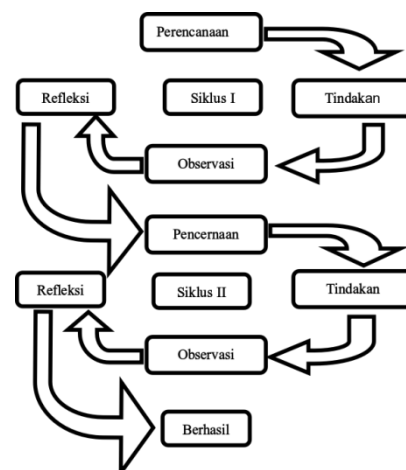 Perencanaan
Refleksi
Siklus I
Tindakan
Observasi
Pencernaan
Refleksi
Siklus II
Tindakan
Observasi
Berhasil